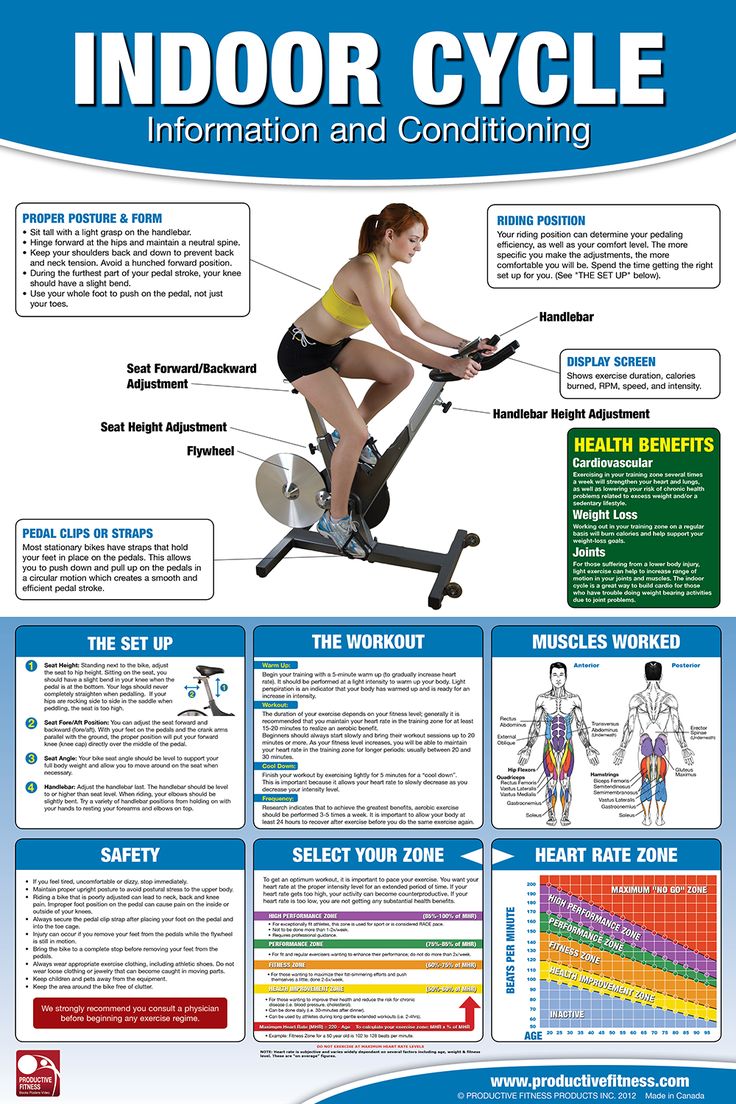 INDOOR CYCLE
Information and Conditioning
PROPER POSTURE & FORM
• Sit tall with a light grasp on the handlebar.
• Hinge forward at the hips and maintain a neutral spine.
• Keep your shoulders back and down to prevent back
and neck tension. Avoid a hunched forward position.
• During the furthest part of your pedal stroke, your knee
should have a slight bend.
• Use your whole foot to push on the pedal, not just
your toes.
RIDING POSITION
Your riding position can determine your pedaling
efficiency, as well as your comfort level. The more
specific you make the adjustments, the more
comfortable you will be. Spend the time getting the right
set up for you. (See "THE SET UP" below).
Handlebar
Seat Forward/Backward
Adjustment
DISPLAY SCREEN
Shows exercise duration, calories
burned, RPM, speed, and intensity.
Handlebar Height Adjustment
Seat Height Adjustment
Flywheel
HEALTH BENEFITS
Cardiovascular
Exercising in your training zone several times
a week will strengthen your heart and lungs,
as well as lowering your risk of chronic health
problems related to excess weight and/or a
sedentary lifestyle.
Weight Loss
Working out in your training zone on a regular
basis will burn calories and help support your
weight-loss goals.
Joints
For those suffering from a lower body injury,
light exercise can help to increase range of
motion in your joints and muscles. The indoor
cycle is a great way to build cardio for those
who have trouble doing weight bearing activities
due to joint problems.
PEDAL CLIPS OR STRAPS
Most stationary bikes have straps that hold
your feet in place on the pedals. This allows
you to push down and pull up on the pedals in
a circular motion which creates a smooth and
efficient pedal stroke.
THE SET UP
1 Seat Height: Standing next to the bike, adjust
the seat to hip height. Sitting on the seat, you
should have a slight bend in your knee when the
pedal is at the bottom. Your legs should never
completely straighten when pedaling. If your
hips are rocking side to side in the saddle when
pedding, the seat is too high.
2
1
2 Seat Fore/Aft Position: You can adjust the seat forward and
backward (fore/aft). With your feet on the pedals and the crank arms
parallel with the ground, the proper position will put your forward
knee (knee cap) directly over the middle of the pedal.
3 Seat Angle: Your bike seat angle should be level to support your
full body weight and allow you to move around on the seat when
necessary.
4 Handlebar: Adjust the handlebar last. The handlebar should be level
to or higher than seat level. When riding, your elbows should be
slightly bent. Try a variety of handlebar positions from holding on with
your hands to resting your forearms and elbows on top.
THE WORKOUT
Warm Up:
Begin your training with a 5-minute warm up (to gradually increase heart
rate). It should be performed at a light intensity to warm up your body. Light
perspiration is an indicator that your body has warmed up and is ready for an
increase in intensity.
Workout:
The duration of your exercise depends on your fitness level; generally it is
recommended that you maintain your heart rate in the training zone for at least
15-20 minutes to realize an aerobic benefit.
Beginners should always start slowly and bring their workout sessions up to 20
minutes or more. As your fitness level increases, you will be able to maintain
your heart rate in the training zone for longer periods: usually between 20 and
30 minutes.
Cool Down:
Finish your workout by exercising lightly for 5 minutes for a "cool down".
This is important because it allows your heart rate to slowly decrease as you
decrease your intensity level.
Frequency:
Research indicates that to achieve the greatest benefits, aerobic exercise
should be performed 3-5 times a week. It is important to allow your body at
least 24 hours to recover after exercise before you do the same exercise again.
MUSCLES WORKED
Anterior
Posterior
Rectus
Abdominus
External
Oblique
Hip Flexors
Quadriceps
Rectus Femoris
Vastus Lateralis
Vastus Medialis
Gastrocnemius
Soleus
Transversus
Abdominus
(Underneath)
Hamstrings
Biceps Femoris
Semitendinosus
Semimembranosus
Vastus Lateralis
Gastrocnemius
Soleus
Erector
Spinae
(Underneath)
Gluteus
Maximus
SAFETY
• If you feel tired, uncomfortable or dizzy, stop immediately.
• Maintain proper upright posture to avoid postural stress to the upper body.
• Riding a bike that is poorly adjusted can lead to neck, back and knee
pain. Improper foot position on the pedal can cause pain on the inside or
outside of your knees.
• Always secure the pedal clip strap after placing your foot on the pedal and
into the toe cage.
• Injury can occur if you remove your feet from the pedals while the flywheel
is still in motion.
• Bring the bike to a complete stop before removing your feet from the
pedals.
• Always wear appropriate exercise clothing, including athletic shoes. Do not
wear loose clothing or jewelry that can become caught in moving parts.
• Keep children and pets away from the equipment.
• Keep the area around the bike free of clutter.
We strongly recommend you consult a physician
before beginning any exercise regime.
SELECT YOUR ZONE
To get an optimum workout, it is important to pace your exercise. You want your
heart rate at the proper intensity level for an extended period of time. If your
heart rate gets too high, your activity can become counterproductive. If your
heart rate is too low, you are not getting any substantial health benefits.
HIGH PERFORMANCE ZONE (85%-100% of MHR)
• For exceptionally fit athletes, this zone is used for sport or is considered RACE pace.
• Not to be done more than 1-2x/week.
• Requires professional guidance.
PERFORMANCE ZONE (75%-85% of MHR)
• For fit and regular exercisers wanting to enhance their performance; do not do more than 2x/week.
FITNESS ZONE (60%-75% of MHR)
• For those wanting to maximize their fat-simmering efforts and push
themselves a little, done 2-3x/week.
HEALTH IMPROVEMENT ZONE (50%-60% of MHR)
• For those wanting to improve their health and reduce the risk for chronic
disease (i.e. blood pressure, cholesterol).
• Can be done daily (i.e. 30-minutes after dinner).
• Can be used by athletes during long partial extended workouts (i.e. 2-4hrs).
Maximum Heart Rate (MHR) = 220 - Age To calculate your exercise zone: MHR x % of MHR
• Example: Fitness Zone for a 50 year old is 102 to 128 beats per minute.
DO NOT EXERCISE AT MAXIMUM HEART RATE LEVELS
NOTE: Heart rate is subjective and varies widely dependent on several factors including age, weight & fitness
level. These are "on average" figures.
HEART RATE ZONE
BEATS PER MINUTE
200
190
180
170
160
150
140
130
120
110
100
90
80
70
60
50
MAXIMUM "NO GO" ZONE
HIGH PERFORMANCE ZONE
PERFORMANCE ZONE
FITNESS ZONE
HEALTH IMPROVEMENT ZONE
INACTIVE
AGE 20 25 30 35 40 45 50 55 60 65 70 75 80 85 90 95
PRODUCTIVE
FITNESS
www.productivefitness.com
© PRODUCTIVE FITNESS PRODUCTS INC. 2012 Made in Canada